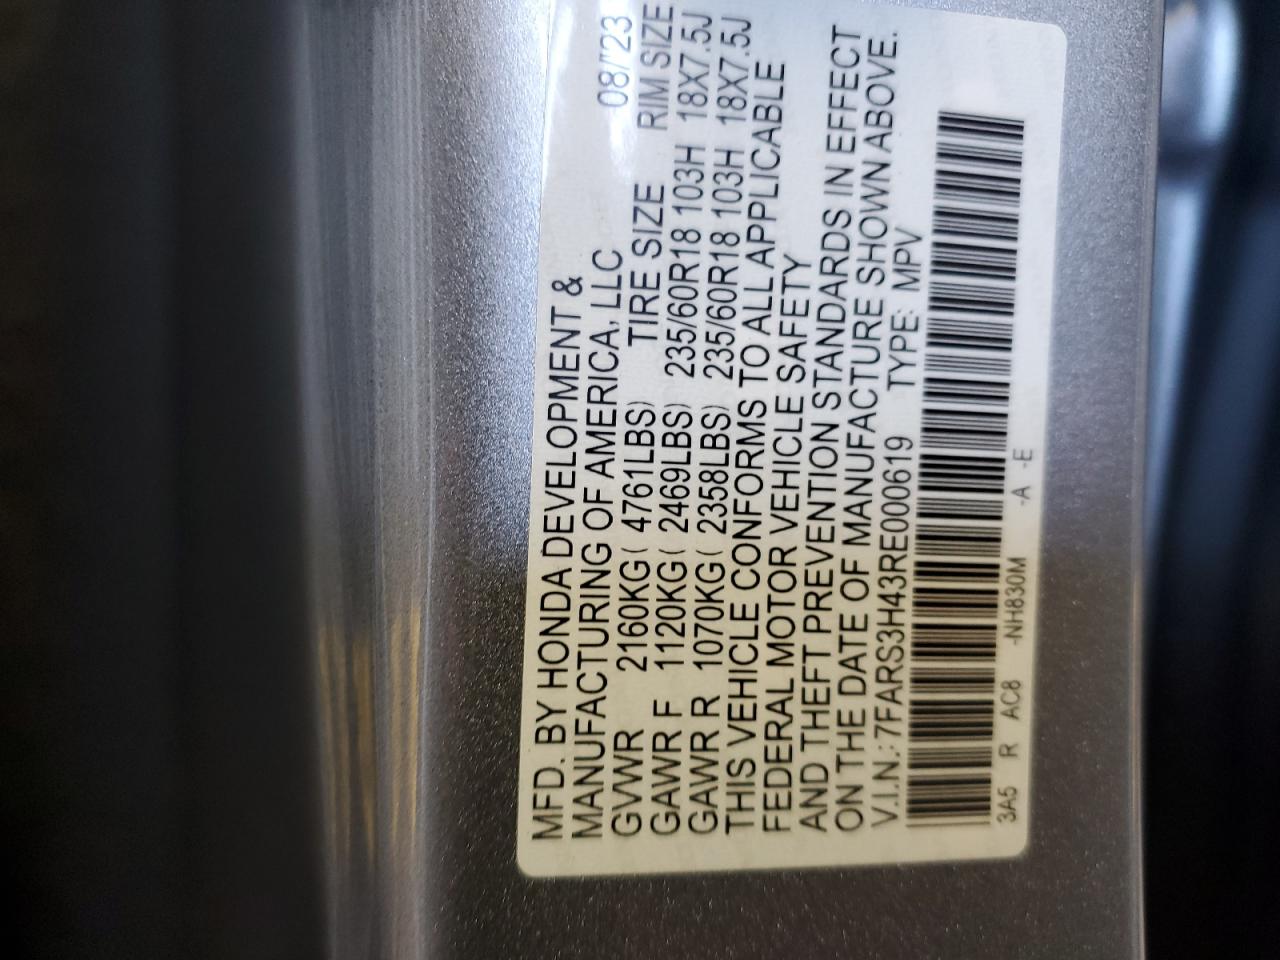 MFD. BY HONDA DEVELOPMENT &
MANUFACTURING OF AMERICA, LLC 08/'23
GVWR 2160KG( 4761LBS) TIRE SIZE RIM SIZE
GAWR F 1120KG( 2469LBS) 235/60R18 103H 18X7.5J
GAWR R 1070KG( 2358LBS) 235/60R18 103H 18X7.5J
THIS VEHICLE CONFORMS TO ALL APPLICABLE
FEDERAL MOTOR VEHICLE SAFETY
AND THEFT PREVENTION STANDARDS IN EFFECT
ON THE DATE OF MANUFACTURE SHOWN ABOVE.
V.I.N.: 7FARS3H43RE000619 TYPE: MPV
3A5 R AC8 -NH830M -A -E